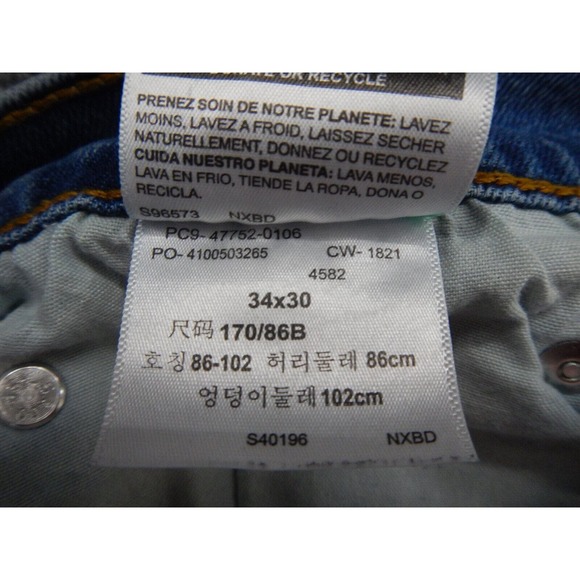 DONATE OR RECYCLE
PRENEZ SOIN DE NOTRE PLANETE: LAVEZ
MOINS, LAVEZ A FROID, LAISSEZ SECHER
NATURELLEMENT, DONNEZ OU RECYCLEZ
CUIDA NUESTRO PLANETA: LAVA MENOS,
LAVA EN FRIO, TIENDE LA ROPA, DONA O
RECICLA.
S96573 NXBD
PC9- 47752-0106
PO- 4100503265 CW- 1821
4582
34x30
尺码 170/86B
호칭 86-102 허리둘레 86cm
엉덩이둘레 102cm
S40196 NXBD